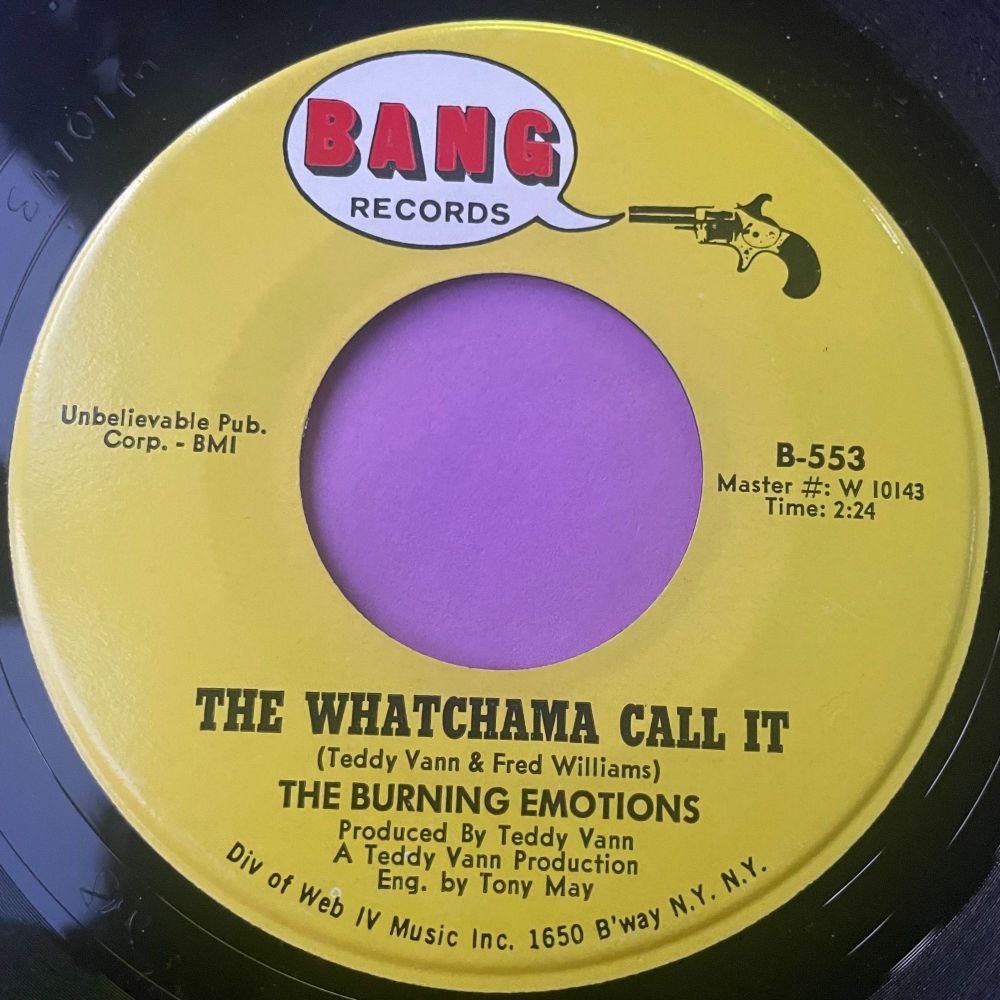 BANG
RECORDS
Unbelievable Pub.
Corp. - BMI
B-553
Master #: W 10143
Time: 2:24
THE WHATCHAMA CALL IT
(Teddy Vann & Fred Williams)
THE BURNING EMOTIONS
Produced By Teddy Vann
A Teddy Vann Production
Eng. by Tony May
Div of Web IV Music Inc. 1650 B'way N.Y. N.Y.